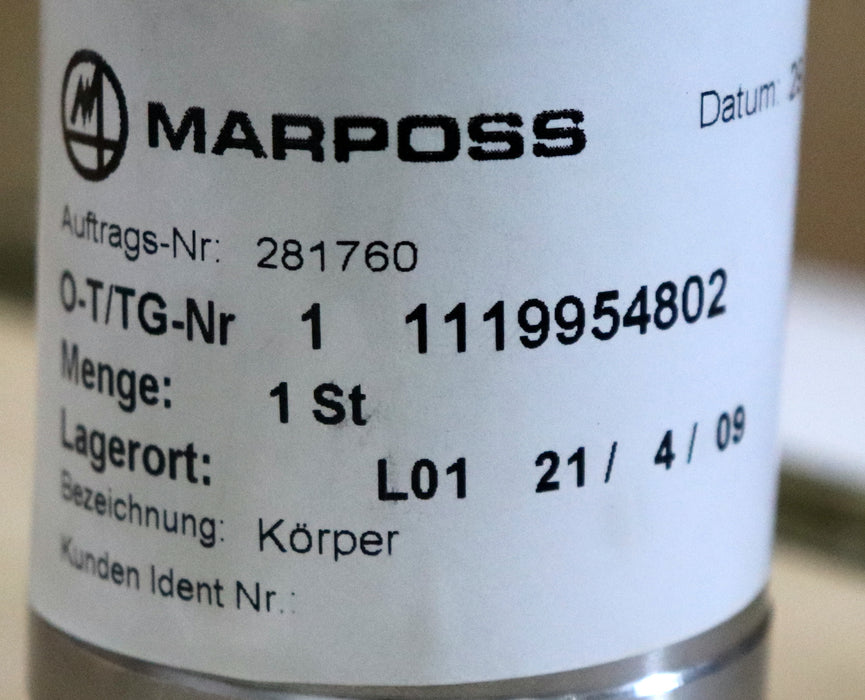 MARPOSS
Datum:
Auftrags-Nr: 281760
O-T/TG-Nr 1 1119954802
Menge: 1 St
Lagerort: L01 21 / 4 / 09
Bezeichnung: Körper
Kunden Ident Nr.: